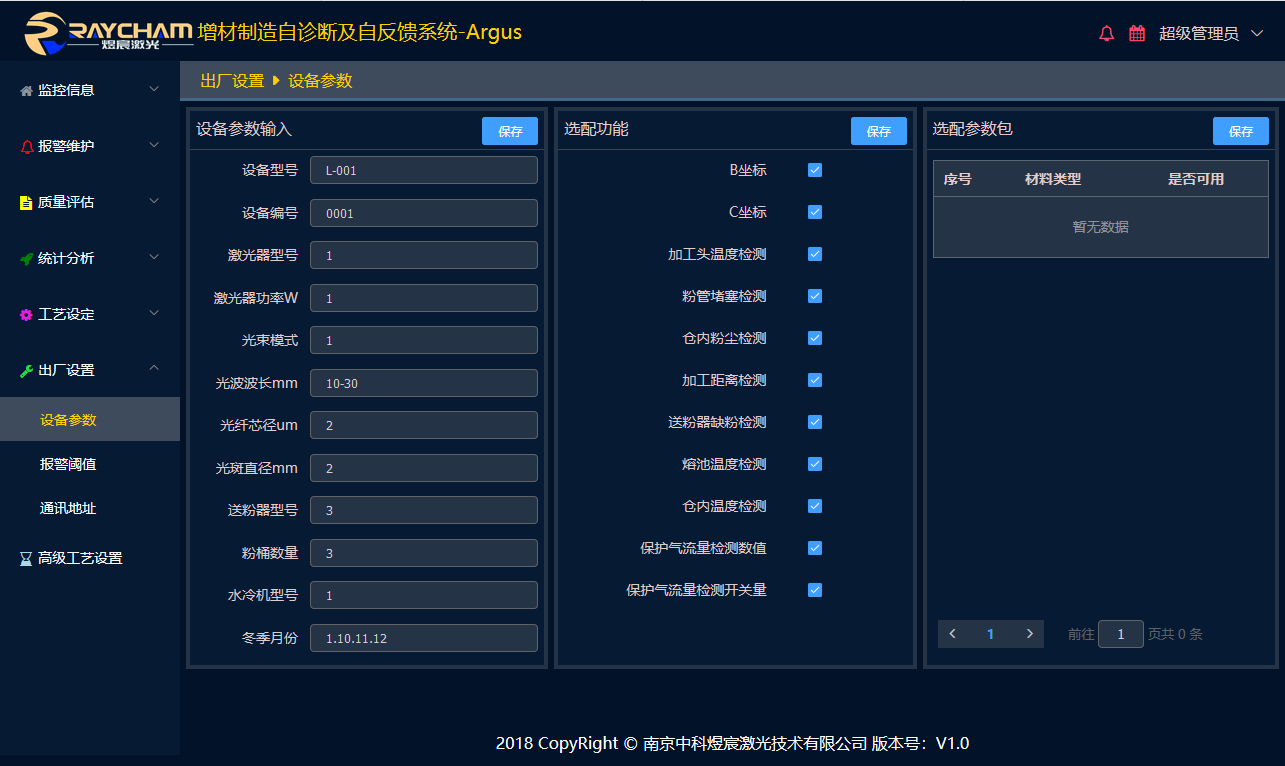 RAYCHAM
煜宸激光
增材制造自诊断及自反馈系统-Argus
超级管理员
监控信息
报警维护
质量评估
统计分析
工艺设定
出厂设置
设备参数
报警阈值
通讯地址
高级工艺设置
出厂设置 设备参数
设备参数输入 保存
设备型号 L-001
设备编号 0001
激光器型号 1
激光器功率W 1
光束模式 1
光波波长mm 10-30
光纤芯径um 2
光斑直径mm 2
送粉器型号 3
粉桶数量 3
水冷机型号 1
冬季月份 1.10.11.12
选配功能 保存
B坐标
C坐标
加工头温度检测
粉管堵塞检测
仓内粉尘检测
加工距离检测
送粉器缺粉检测
熔池温度检测
仓内温度检测
保护气流量检测数值
保护气流量检测开关量
选配参数包 保存
序号 材料类型 是否可用
暂无数据
1 前往 1 页共 0 条
2018 CopyRight © 南京中科煜宸激光技术有限公司 版本号：V1.0